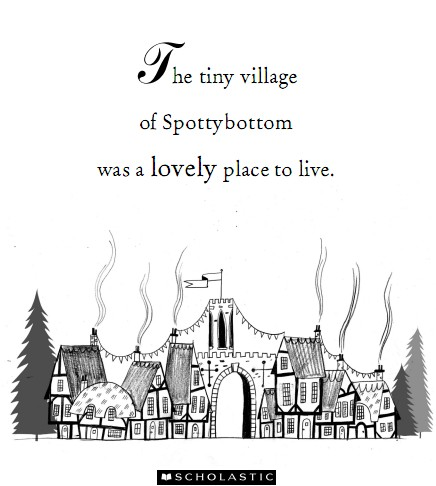 The tiny village
of Spottybottom
was a lovely place to live.
SCHOLASTIC